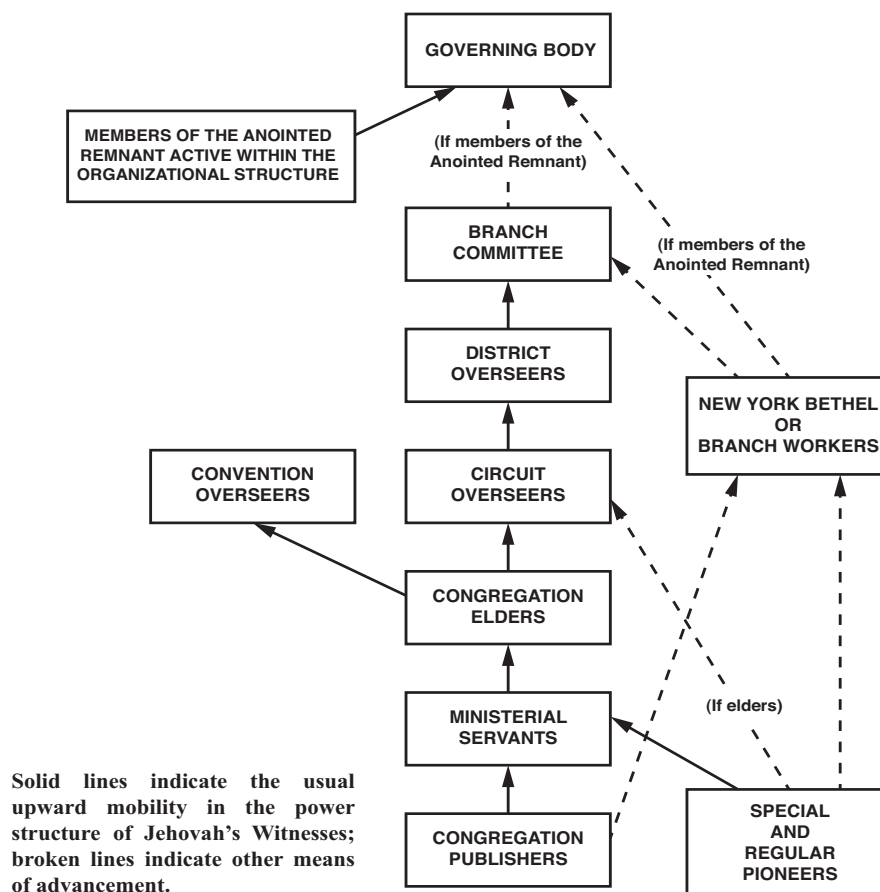 GOVERNING BODY
MEMBERS OF THE ANOINTED
REMNANT ACTIVE WITHIN THE
ORGANIZATIONAL STRUCTURE
(If members of the
Anointed Remnant)
BRANCH
COMMITTEE
(If members of the
Anointed Remnant)
DISTRICT
OVERSEERS
NEW YORK BETHEL
OR
BRANCH WORKERS
CONVENTION
OVERSEERS
CIRCUIT
OVERSEERS
CONGREGATION
ELDERS
MINISTERIAL
SERVANTS
(If elders)
Solid lines indicate the usual
upward mobility in the power
structure of Jehovah’s Witnesses;
broken lines indicate other means
of advancement.
CONGREGATION
PUBLISHERS
SPECIAL
AND
REGULAR
PIONEERS